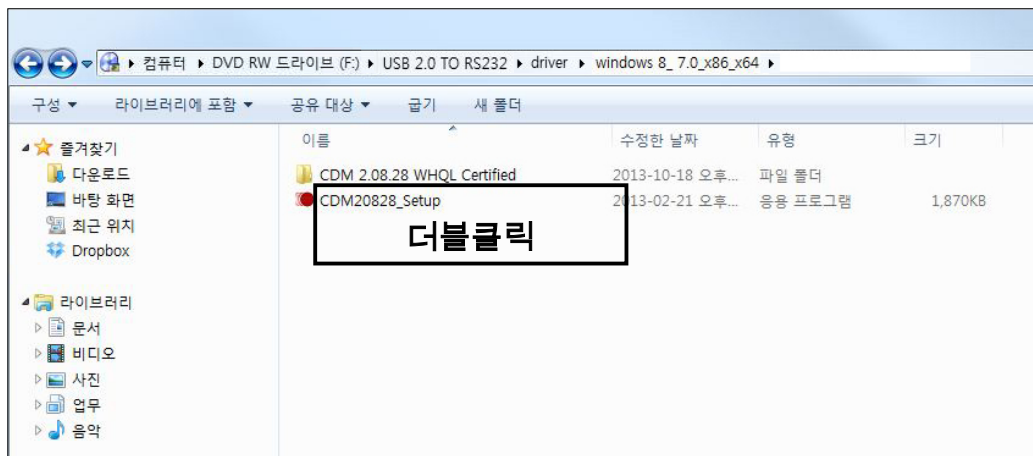 컴퓨터 ▸ DVD RW 드라이브 (F:) ▸ USB 2.0 TO RS232 ▸ driver ▸ windows 8_ 7.0_x86_x64 ▸
구성 ▾ 라이브러리에 포함 ▾ 공유 대상 ▾ 굽기 새 폴더
즐겨찾기
다운로드
바탕 화면
최근 위치
Dropbox
라이브러리
문서
비디오
사진
업무
음악
이름 수정한 날짜 유형 크기
CDM 2.08.28 WHQL Certified 2013-10-18 오후... 파일 폴더
CDM20828_Setup 2013-02-21 오후... 응용 프로그램 1,870KB
더블클릭